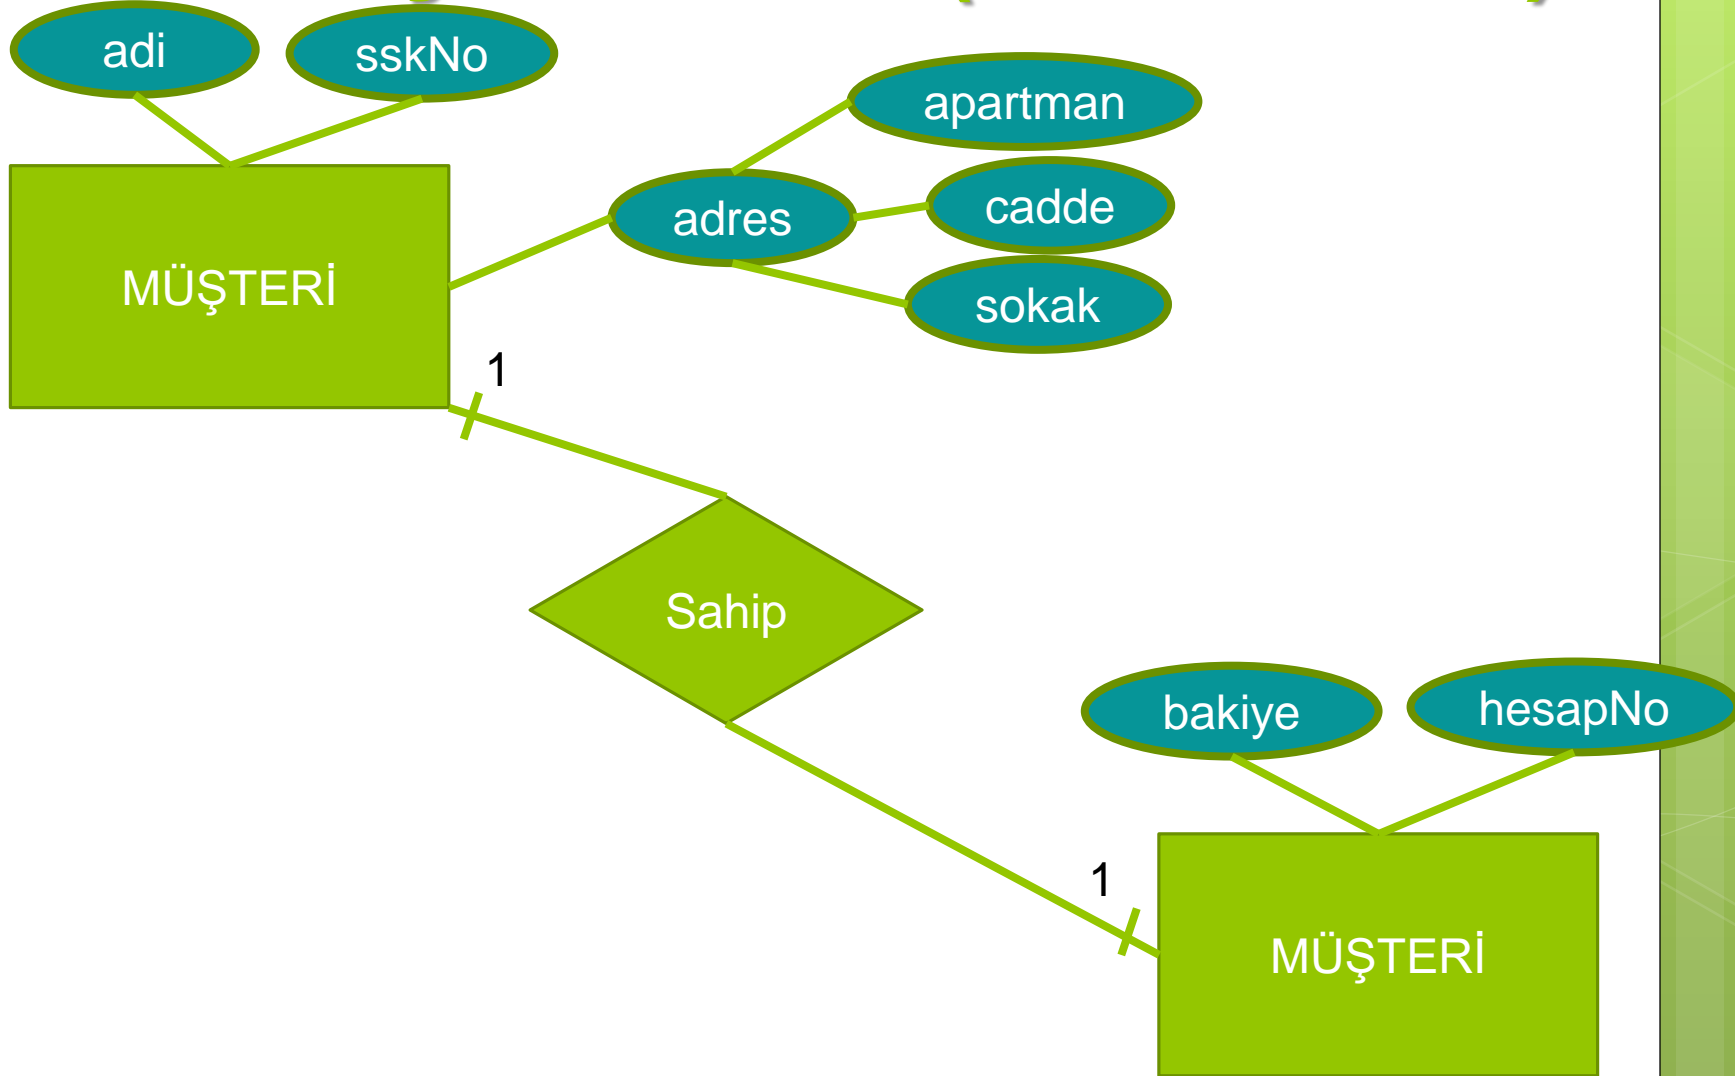 adi
sskNo
apartman
cadde
adres
sokak
MÜŞTERİ
1
Sahip
bakiye
hesapNo
1
MÜŞTERİ